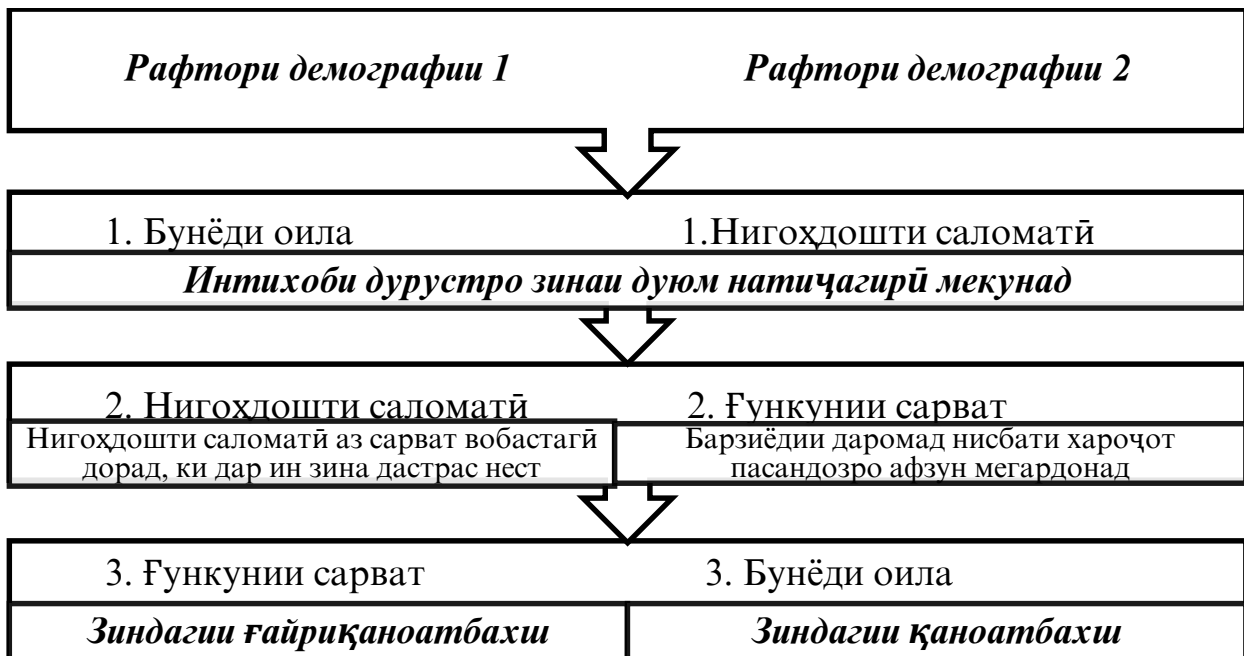 Рафтори демографии 1
Рафтори демографии 2
1. Бунёди оила
1.Нигоҳдошти саломатӣ
Интихоби дурустро зинаи дуюм натиҷагирӣ мекунад
2. Нигоҳдошти саломатӣ
2. Ғункунии сарват
Нигоҳдошти саломатӣ аз сарват вобастагӣ
дорад, ки дар ин зина дастрас нест
Барзиёдии даромад нисбати хароҷот
пасандозро афзун мегардонад
3. Ғункунии сарват
3. Бунёди оила
Зиндагии ғайриқаноатбахш
Зиндагии қаноатбахш